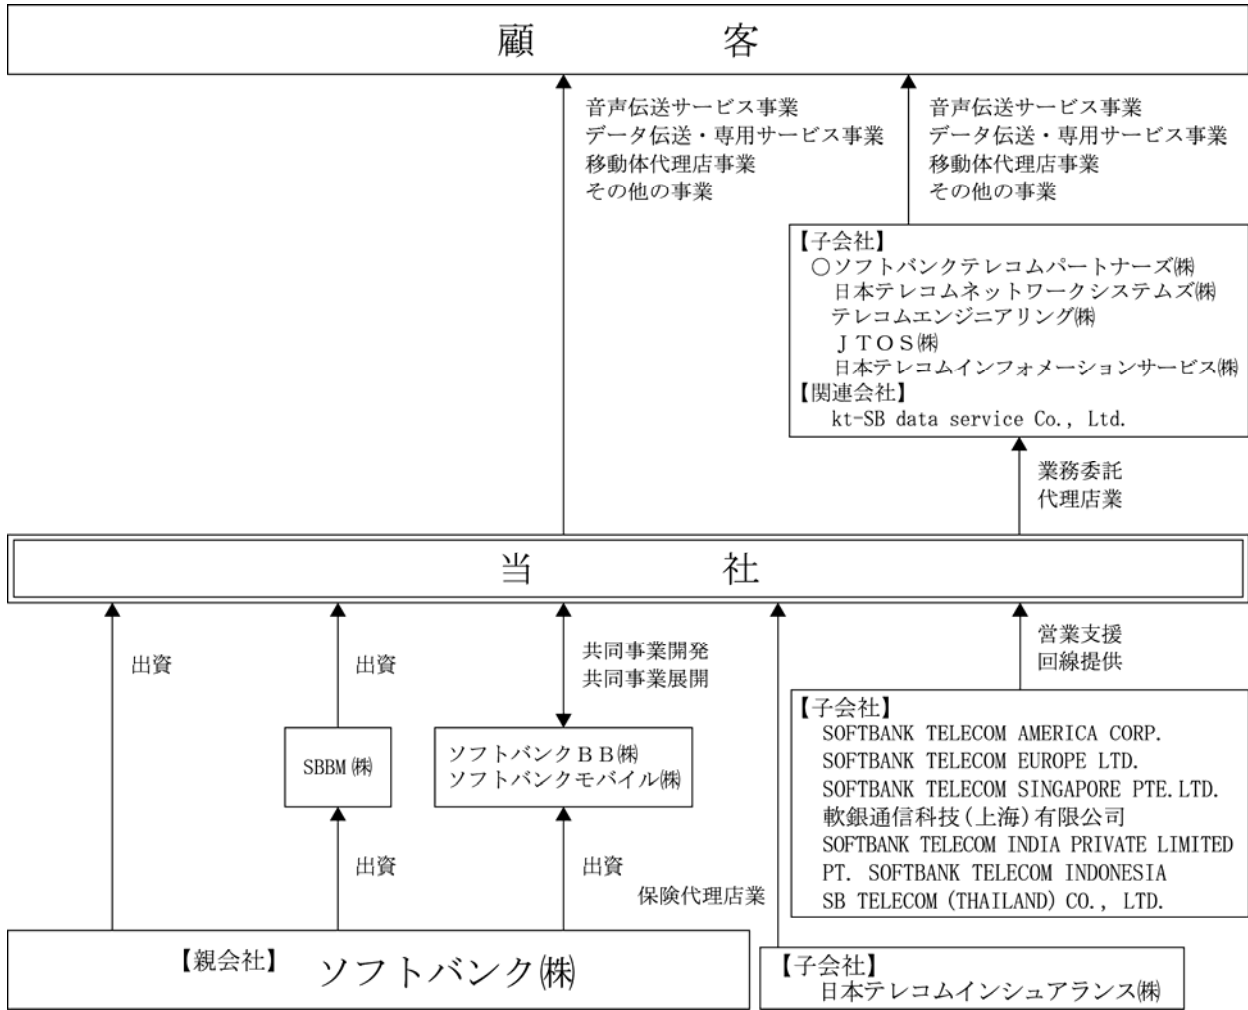 顧　　　　客
音声伝送サービス事業
データ伝送・専用サービス事業
移動体代理店事業
その他の事業
音声伝送サービス事業
データ伝送・専用サービス事業
移動体代理店事業
その他の事業
【子会社】
○ソフトバンクテレコムパートナーズ㈱
日本テレコムネットワークシステムズ㈱
テレコムエンジニアリング㈱
ＪＴＯＳ㈱
日本テレコムインフォメーションサービス㈱
【関連会社】
kt-SB data service Co., Ltd.
業務委託
代理店業
当　　　　社
出資
出資
共同事業開発
共同事業展開
営業支援
回線提供
SBBM㈱
ソフトバンクＢＢ㈱
ソフトバンクモバイル㈱
【子会社】
SOFTBANK TELECOM AMERICA CORP.
SOFTBANK TELECOM EUROPE LTD.
SOFTBANK TELECOM SINGAPORE PTE.LTD.
軟銀通信科技(上海)有限公司
SOFTBANK TELECOM INDIA PRIVATE LIMITED
PT. SOFTBANK TELECOM INDONESIA
SB TELECOM (THAILAND) CO., LTD.
出資
出資
保険代理店業
【親会社】 ソフトバンク㈱
【子会社】
日本テレコムインシュアランス㈱